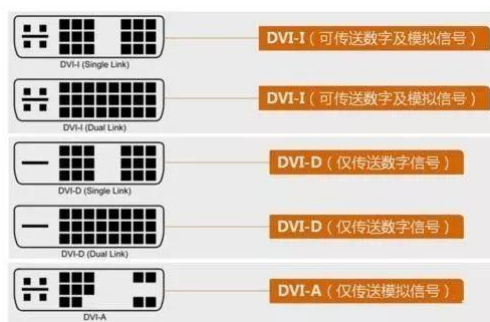 DVI-I（可传送数字及模拟信号）
DVI-I (Single Link)
DVI-I（可传送数字及模拟信号）
DVI-I (Dual Link)
DVI-D（仅传送数字信号）
DVI-D (Single Link)
DVI-D（仅传送数字信号）
DVI-D (Dual Link)
DVI-A（仅传送模拟信号）
DVI-A